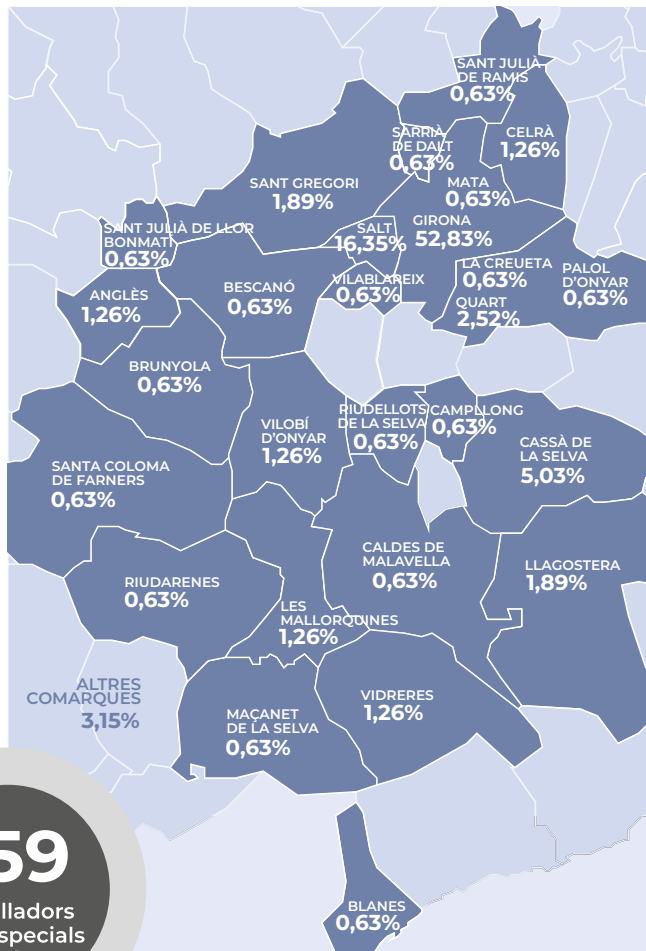 SANT JULIÀ
DE RAMIS
0,63%
SARRIÀ
DE DALT
0,63%
CELRÀ
1,26%
SANT GREGORI
1,89%
MATA
0,63%
SANT JULIÀ DE LLOR
BONMATÍ
0,63%
SALT
16,35%
GIRONA
52,83%
LA CREUETA
0,63%
PALOL
D'ONYAR
0,63%
ANGLÈS
1,26%
BESCANÓ
0,63%
VILABLAREIX
0,63%
QUART
2,52%
BRUNYOLA
0,63%
VILOBÍ
D'ONYAR
1,26%
RIUDELLOTS
DE LA SELVA
0,63%
CAMPLLONG
0,63%
CASSÀ DE
LA SELVA
5,03%
SANTA COLOMA
DE FARNERS
0,63%
CALDES DE
MALAVELLA
0,63%
LLAGOSTERA
1,89%
RIUDARENES
0,63%
LES
MALLORQUINES
1,26%
ALTRES
COMARQUES
3,15%
MAÇANET
DE LA SELVA
0,63%
VIDRERES
1,26%
59
lladors
specials
BLANES
0,63%